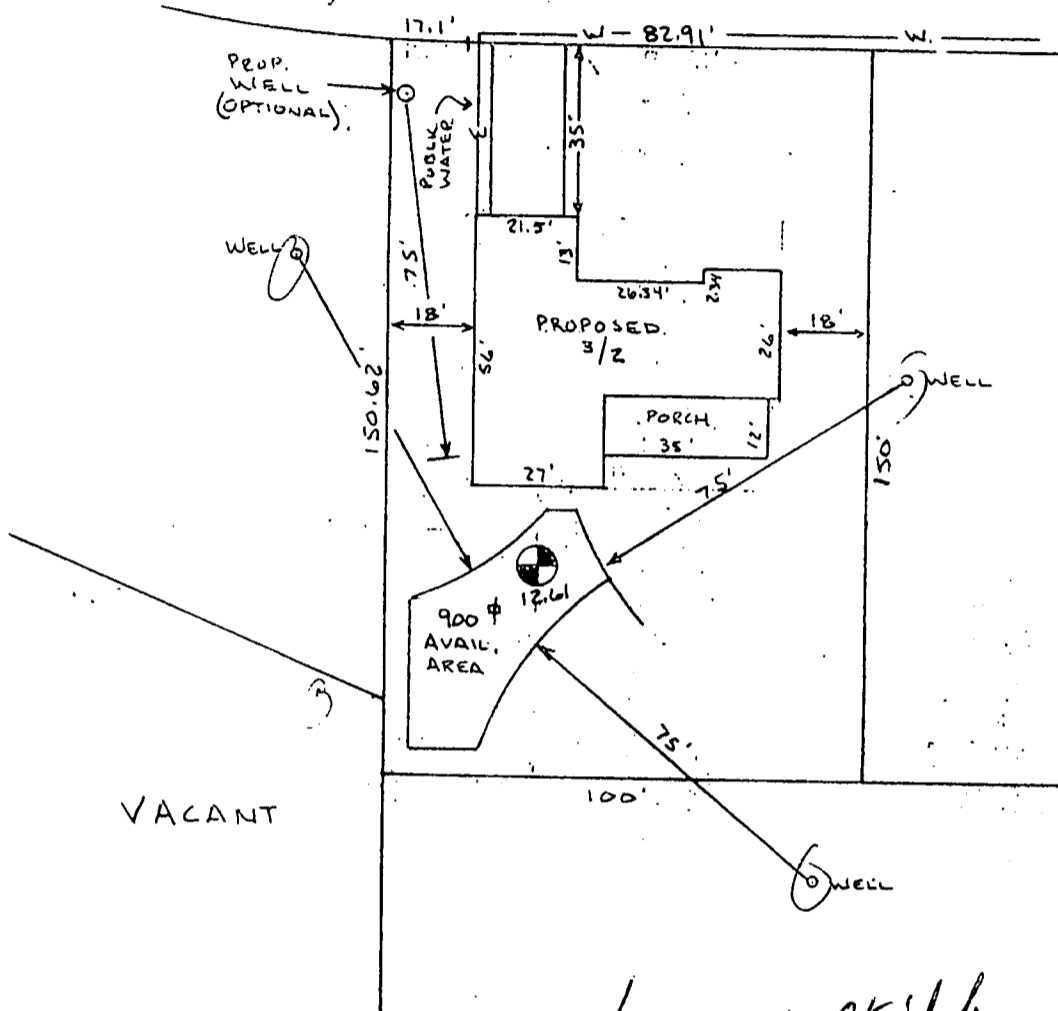 17.1'
W - 82.91'
W.
PROP.
WELL
(OPTIONAL).
PUBLIC
WATER
35'
21.5'
13'
WELL
75'
26.34'
2.34
18'
PROPOSED.
3/2
56'
26'
18'
150.62'
WELL
PORCH.
35'
12'
150'
27'
75'
12.61
900
AVAIL.
AREA
75'
100'
VACANT
WELL